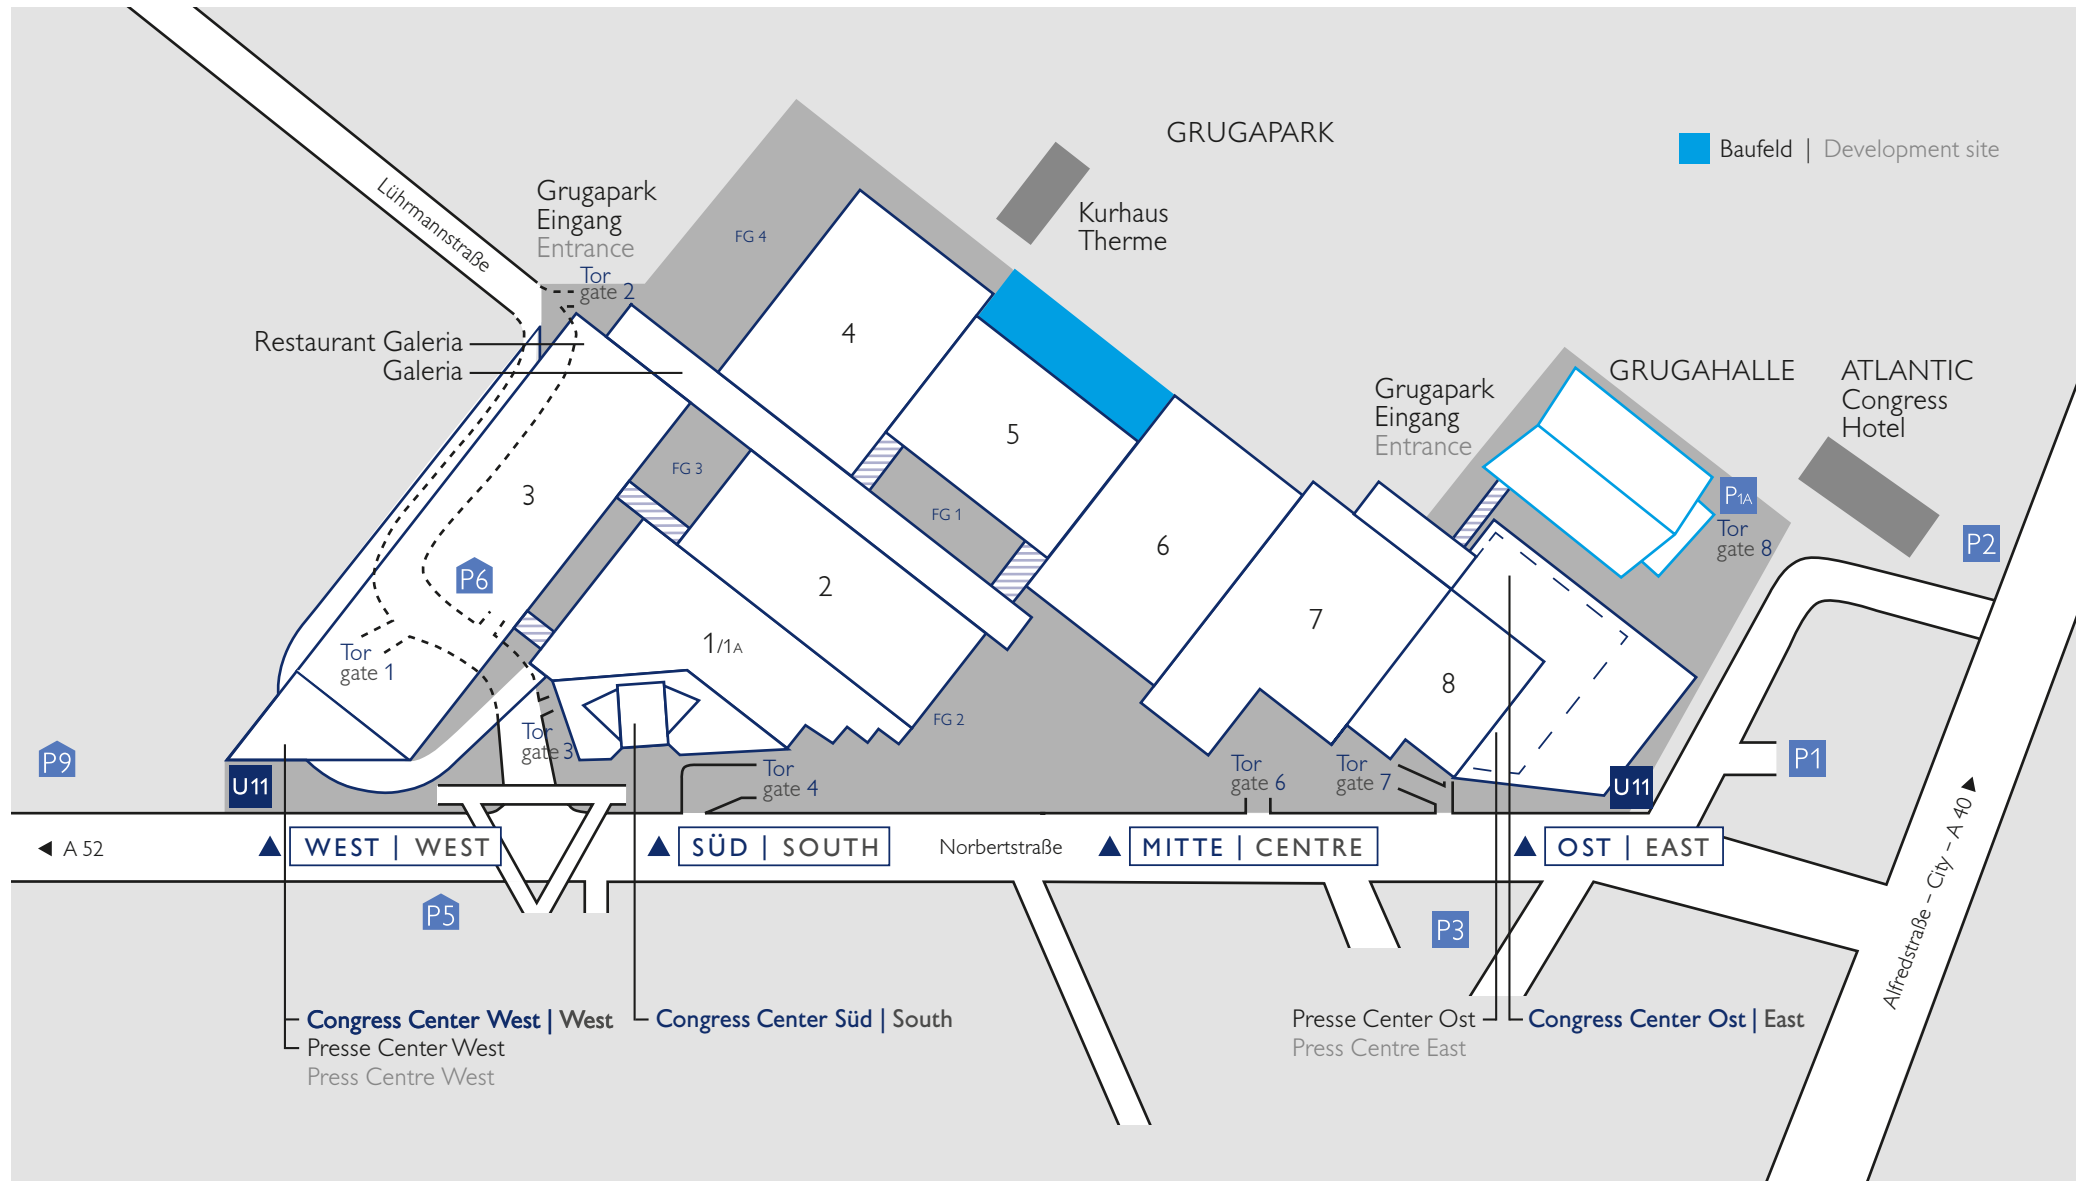 GRUGAPARK
Baufeld | Development site
Lührmannstraße
Grugapark
Eingang
Entrance
Tor
gate 2
FG 4
Kurhaus
Therme
Restaurant Galeria
Galeria
4
5
3
FG 3
FG 1
2
6
7
8
1/1A
P6
Tor
gate 1
Grugapark
Eingang
Entrance
GRUGAHALLE
ATLANTIC
Congress
Hotel
P1A
Tor
gate 8
P2
P9
U11
Tor
gate 3
FG 2
Tor
gate 4
Tor
gate 6
Tor
gate 7
U11
P1
◀ A 52
▲ WEST | WEST
▲ SÜD | SOUTH
Norbertstraße
▲ MITTE | CENTRE
▲ OST | EAST
Alfredstraße – City – A 40 ▶
P5
P3
Congress Center West | West
Presse Center West
Press Centre West
Congress Center Süd | South
Presse Center Ost
Press Centre East
Congress Center Ost | East